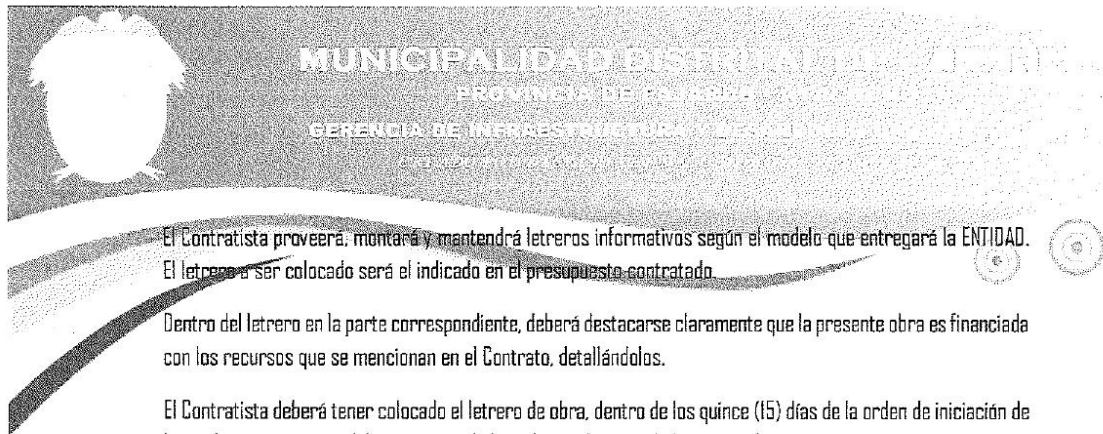 MUNICIPALIDAD DISTRITAL
PROVINCIA DE
GERENCIA DE INFRAESTRUCTURA
El Contratista proveerá, montará y mantendrá letreros informativos según el modelo que entregará la ENTIDAD.
El letrero a ser colocado será el indicado en el presupuesto contratado.
Dentro del letrero en la parte correspondiente, deberá destacarse claramente que la presente obra es financiada
con los recursos que se mencionan en el Contrato, detallándolos.
El Contratista deberá tener colocado el letrero de obra, dentro de los quince (15) días de la orden de iniciación de